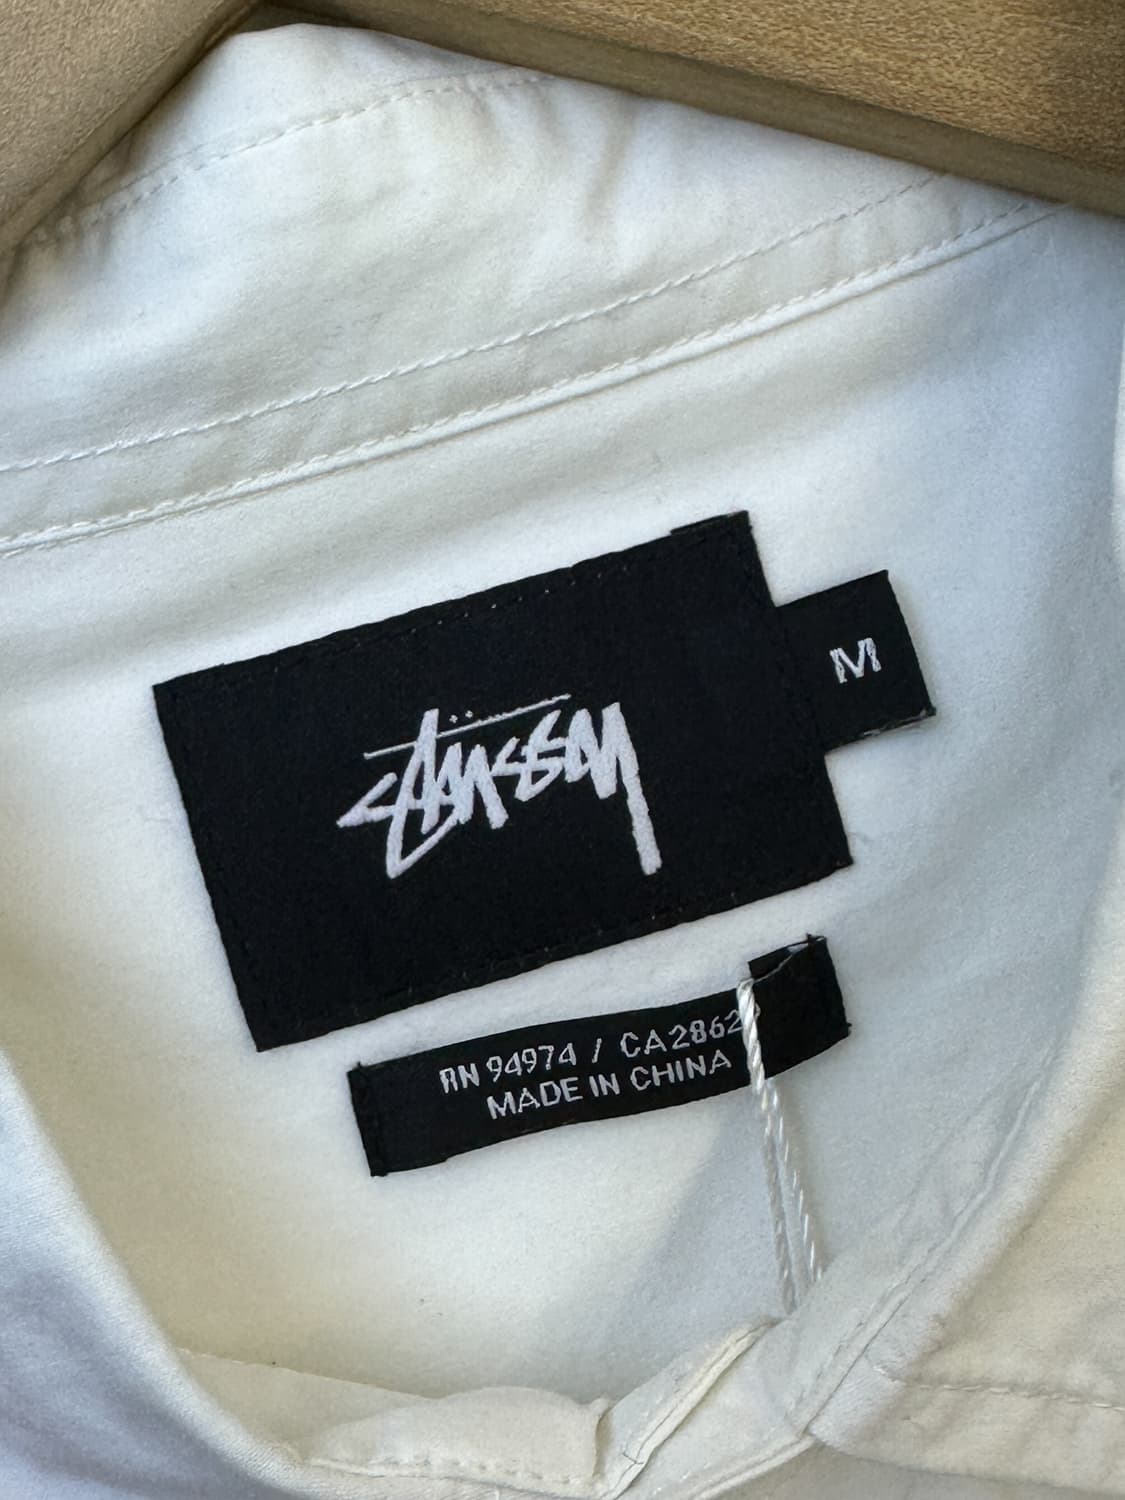 Stüssy
M
RN 94974 / CA2862
MADE IN CHINA